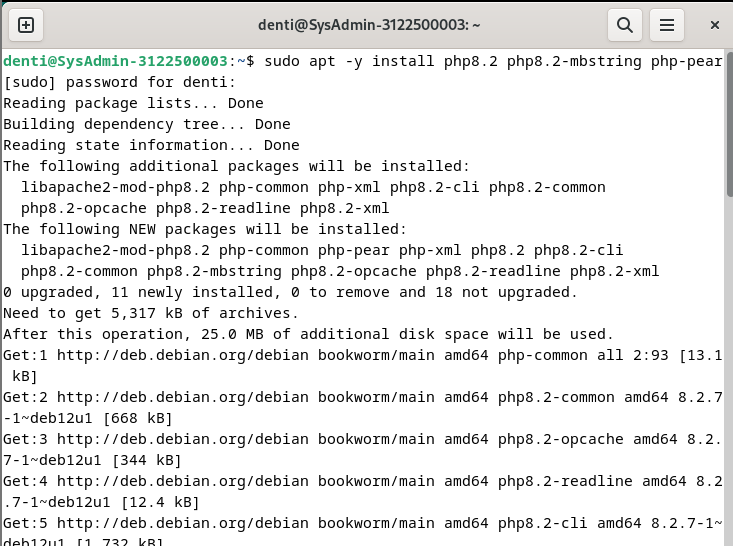 denti@SysAdmin-3122500003: ~
denti@SysAdmin-3122500003:~$ sudo apt -y install php8.2 php8.2-mbstring php-pear
[sudo] password for denti:
Reading package lists... Done
Building dependency tree... Done
Reading state information... Done
The following additional packages will be installed:
  libapache2-mod-php8.2 php-common php-xml php8.2-cli php8.2-common
  php8.2-opcache php8.2-readline php8.2-xml
The following NEW packages will be installed:
  libapache2-mod-php8.2 php-common php-pear php-xml php8.2 php8.2-cli
  php8.2-common php8.2-mbstring php8.2-opcache php8.2-readline php8.2-xml
0 upgraded, 11 newly installed, 0 to remove and 18 not upgraded.
Need to get 5,317 kB of archives.
After this operation, 25.0 MB of additional disk space will be used.
Get:1 http://deb.debian.org/debian bookworm/main amd64 php-common all 2:93 [13.1
 kB]
Get:2 http://deb.debian.org/debian bookworm/main amd64 php8.2-common amd64 8.2.7
-1~deb12u1 [668 kB]
Get:3 http://deb.debian.org/debian bookworm/main amd64 php8.2-opcache amd64 8.2.
7-1~deb12u1 [344 kB]
Get:4 http://deb.debian.org/debian bookworm/main amd64 php8.2-readline amd64 8.2
.7-1~deb12u1 [12.4 kB]
Get:5 http://deb.debian.org/debian bookworm/main amd64 php8.2-cli amd64 8.2.7-1~
deb12u1 [1,732 kB]